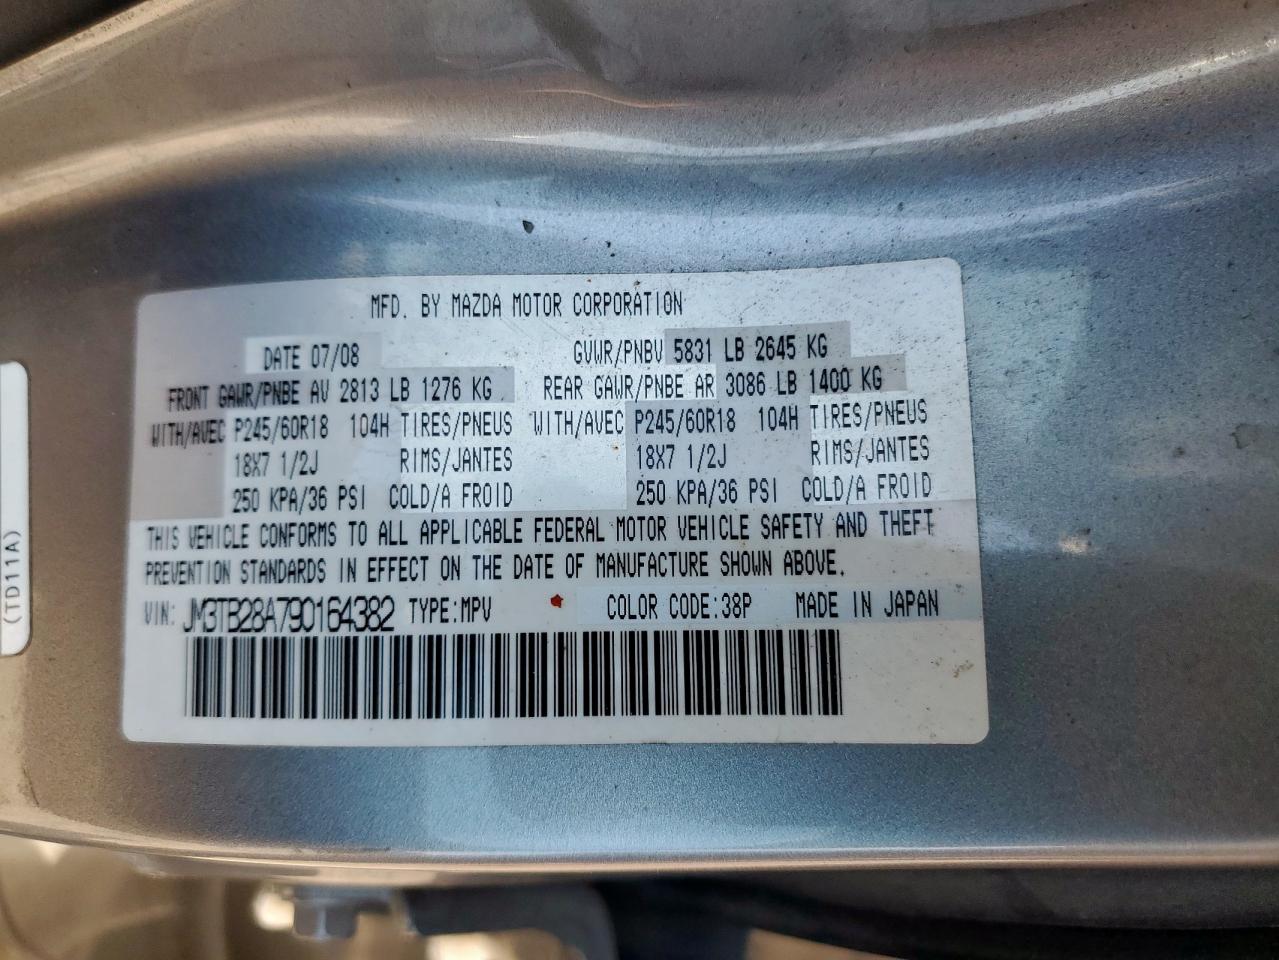 MFD. BY MAZDA MOTOR CORPORATION
DATE 07/08 GVWR/PNBV 5831 LB 2645 KG
FRONT GAWR/PNBE AV 2813 LB 1276 KG REAR GAWR/PNBE AR 3086 LB 1400 KG
WITH/AVEC P245/60R18 104H TIRES/PNEUS WITH/AVEC P245/60R18 104H TIRES/PNEUS
18X7 1/2J RIMS/JANTES 18X7 1/2J RIMS/JANTES
250 KPA/36 PSI COLD/A FROID 250 KPA/36 PSI COLD/A FROID
THIS VEHICLE CONFORMS TO ALL APPLICABLE FEDERAL MOTOR VEHICLE SAFETY AND THEFT
PREVENTION STANDARDS IN EFFECT ON THE DATE OF MANUFACTURE SHOWN ABOVE.
VIN: JM3TB28A790164382 TYPE:MPV COLOR CODE:38P MADE IN JAPAN
(TD11A)